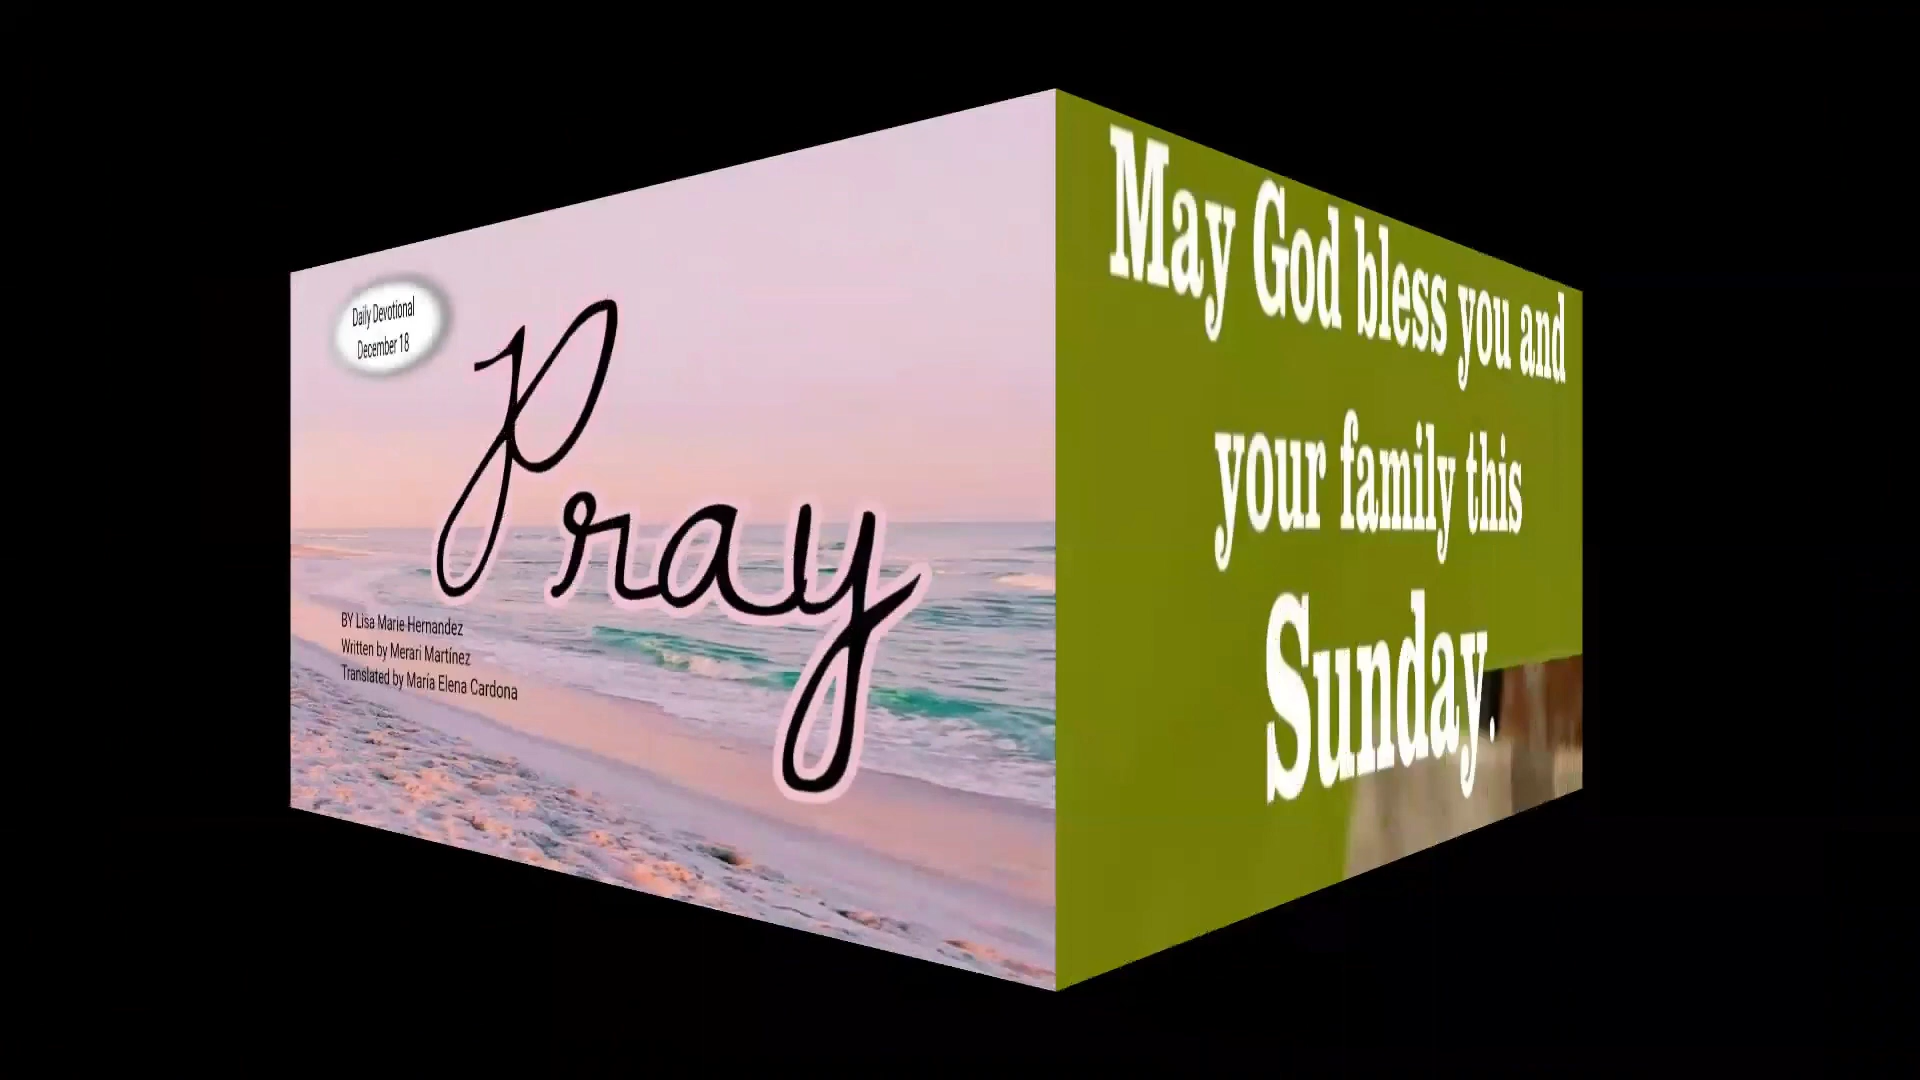 Daily Devotional
December 18
Pray
BY Lisa Marie Hernandez
Written by Merari Martínez
Translated by María Elena Cardona
May God bless you and
your family this
Sunday.